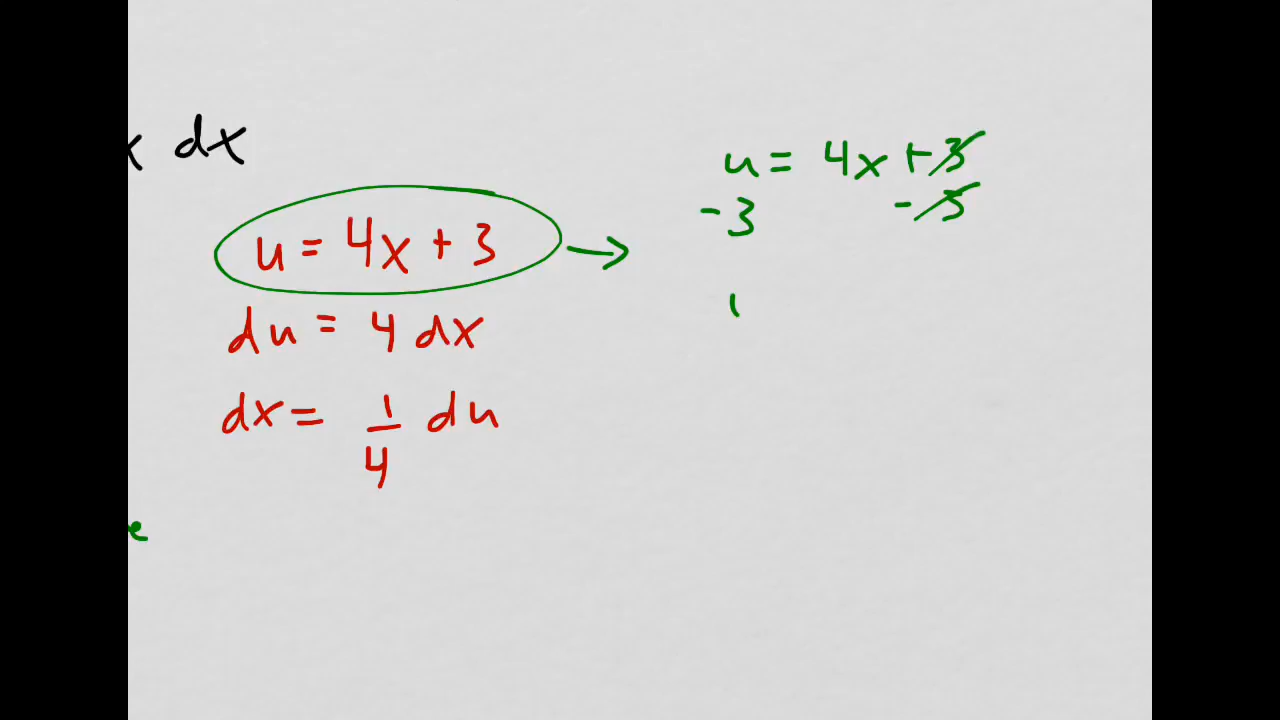 x dx
u = 4x + 3 →
du = 4 dx
dx = 1/4 du
e
u = 4x + 3
- 3 - 3